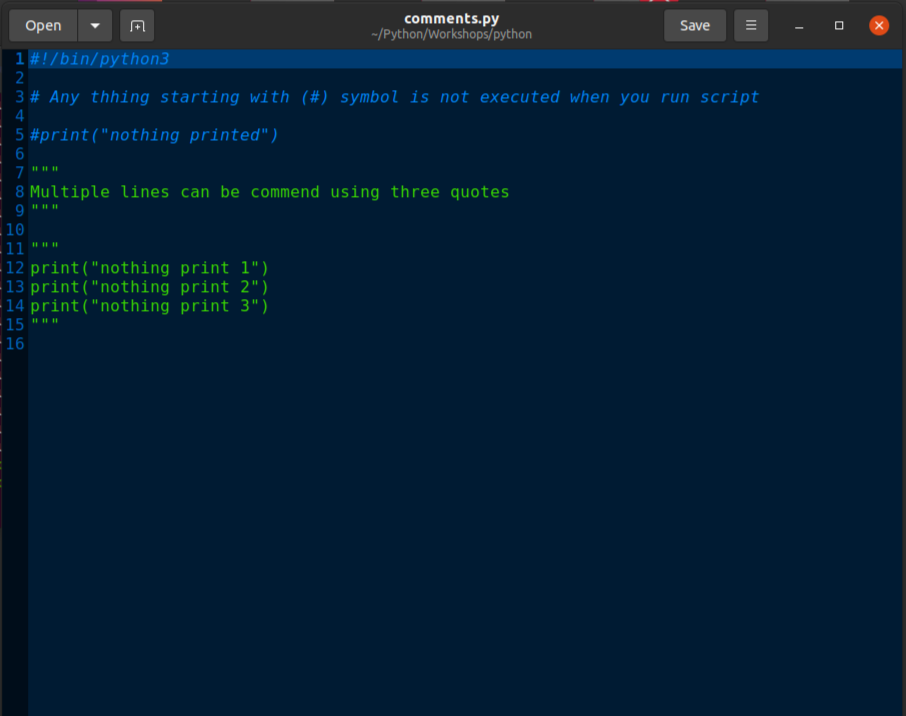 Open
comments.py
~/Python/Workshops/python
Save
1 #!/bin/python3
2
3 # Any thhing starting with (#) symbol is not executed when you run script
4
5 #print("nothing printed")
6
7 """
8 Multiple lines can be commend using three quotes
9 """
10
11 """
12 print("nothing print 1")
13 print("nothing print 2")
14 print("nothing print 3")
15 """
16